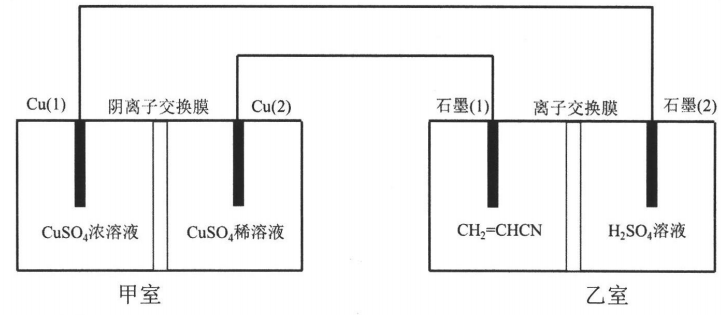 Cu(1) 阴离子交换膜 Cu(2) 石墨(1) 离子交换膜 石墨(2)
CuSO₄浓溶液 CuSO₄稀溶液 CH₂=CHCN H₂SO₄溶液
甲室 乙室